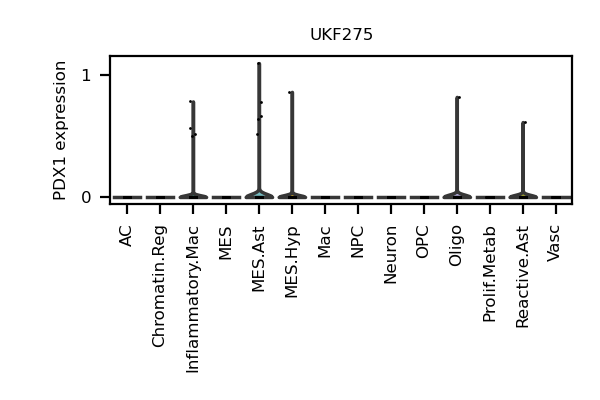 UKF275
PDX1 expression
1
0
AC
Chromatin.Reg
Inflammatory.Mac
MES
MES.Ast
MES.Hyp
Mac
NPC
Neuron
OPC
Oligo
Prolif.Metab
Reactive.Ast
Vasc